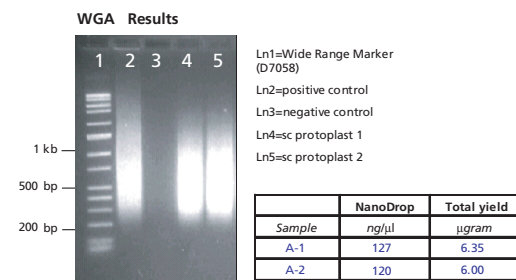 WGA Results
1 2 3 4 5
1 kb
500 bp
200 bp
Ln1=Wide Range Marker
(D7058)
Ln2=positive control
Ln3=negative control
Ln4=sc protoplast 1
Ln5=sc protoplast 2
NanoDrop Total yield
Sample ng/µl µgram
A-1 127 6.35
A-2 120 6.00